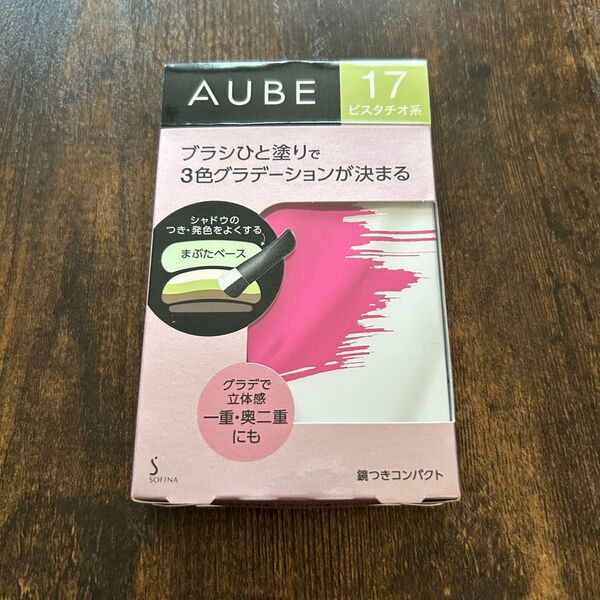 AUBE
17
ピスタチオ系
ブラシひと塗りで
3色グラデーションが決まる
シャドウの
つき・発色をよくする
まぶたベース
グラデで
立体感
一重・奥二重
にも
SOFINA
鏡つきコンパクト